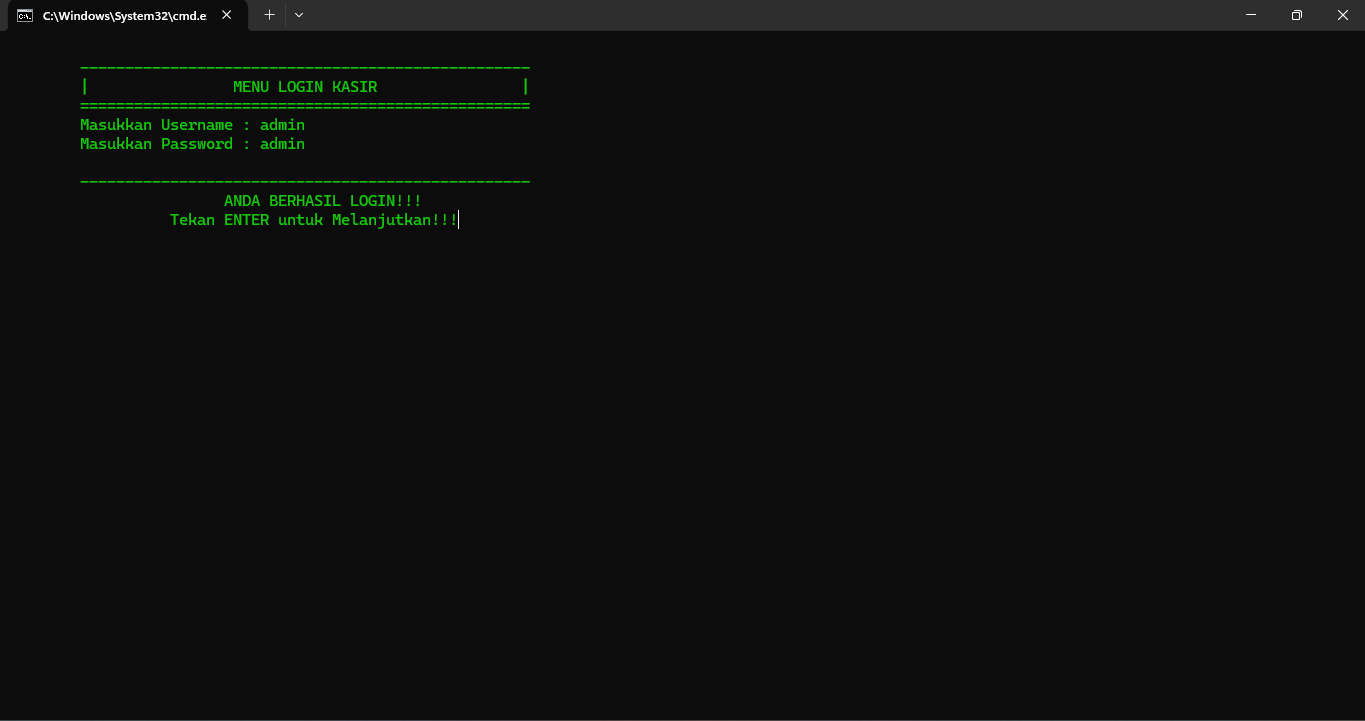 C:\Windows\System32\cmd.e
--------------------------------------------------
| MENU LOGIN KASIR |
==================================================
Masukkan Username : admin
Masukkan Password : admin
--------------------------------------------------
ANDA BERHASIL LOGIN!!!
Tekan ENTER untuk Melanjutkan!!!